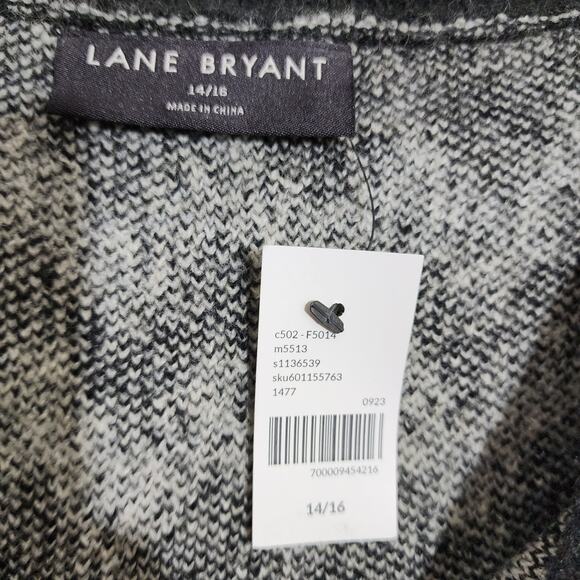 LANE BRYANT
14/16
MADE IN CHINA
c502 - F5014
m5513
s1136539
sku601155763
1477
0923
700009454216
14/16